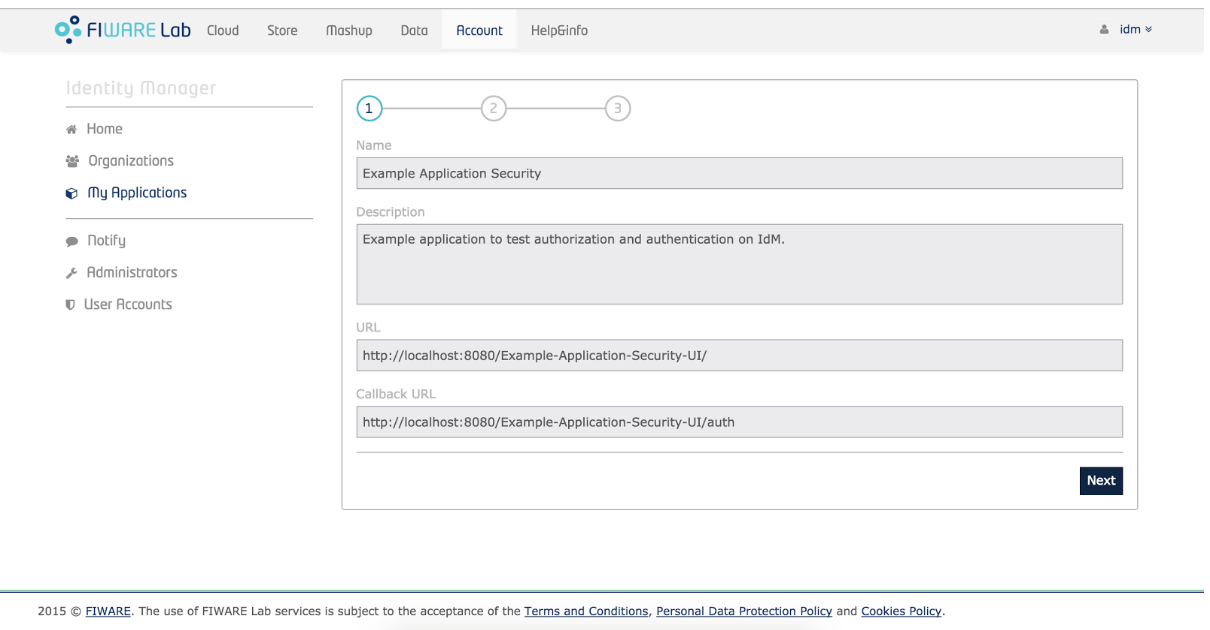 FIWARE Lab Cloud Store Mashup Data Account Help&info idm
Identity Manager
Home
Organizations
My Applications
Notify
Administrators
User Accounts
1 2 3
Name
Example Application Security
Description
Example application to test authorization and authentication on IdM.
URL
http://localhost:8080/Example-Application-Security-UI/
Callback URL
http://localhost:8080/Example-Application-Security-UI/auth
Next
2015 © FIWARE. The use of FIWARE Lab services is subject to the acceptance of the Terms and Conditions, Personal Data Protection Policy and Cookies Policy.